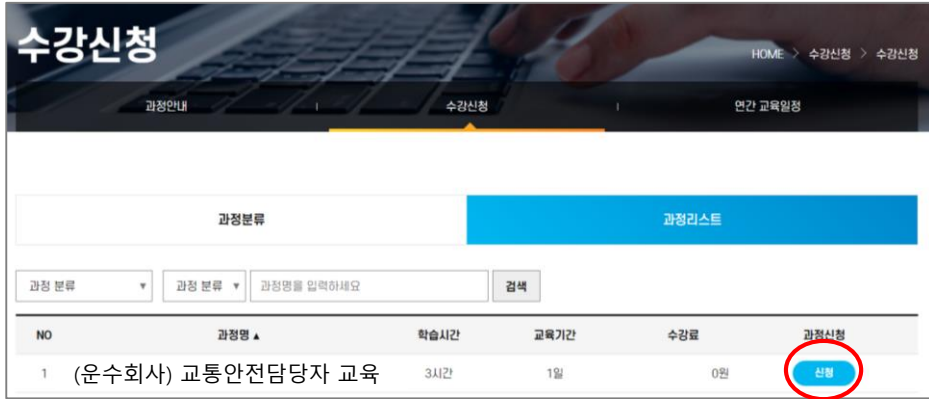 수강신청
HOME > 수강신청 > 수강신청
과정안내 수강신청 연간 교육일정
과정분류 과정리스트
과정 분류 ▼ 과정 분류 ▼ 과정명를 입력하세요 검색
NO 과정명 ▲ 학습시간 교육기간 수강료 과정신청
1 (운수회사) 교통안전담당자 교육 3시간 1일 0원 신청